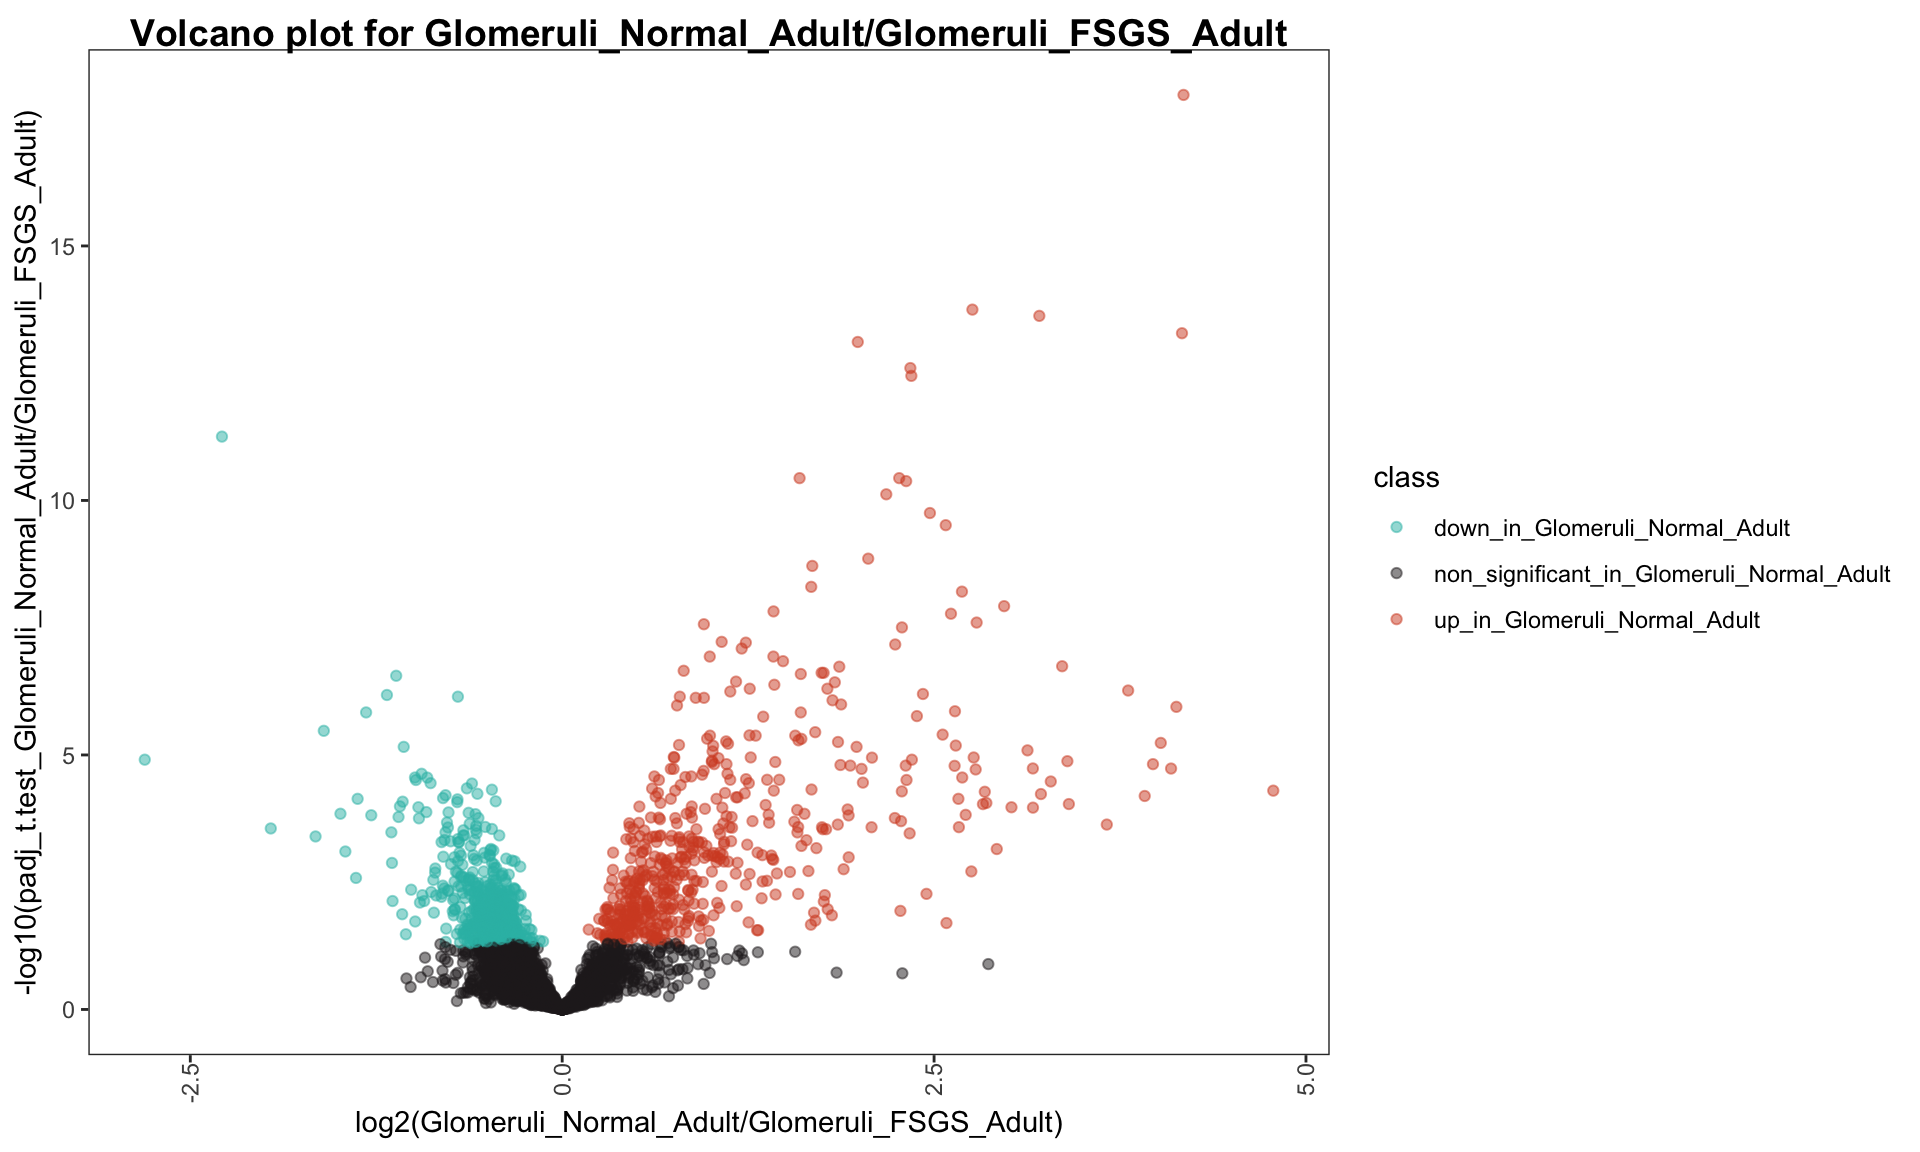 Volcano plot for Glomeruli_Normal_Adult/Glomeruli_FSGS_Adult
-log10(padj_t.test_Glomeruli_Normal_Adult/Glomeruli_FSGS_Adult)
15
10
5
0
-2.5
0.0
2.5
5.0
log2(Glomeruli_Normal_Adult/Glomeruli_FSGS_Adult)
class
down_in_Glomeruli_Normal_Adult
non_significant_in_Glomeruli_Normal_Adult
up_in_Glomeruli_Normal_Adult